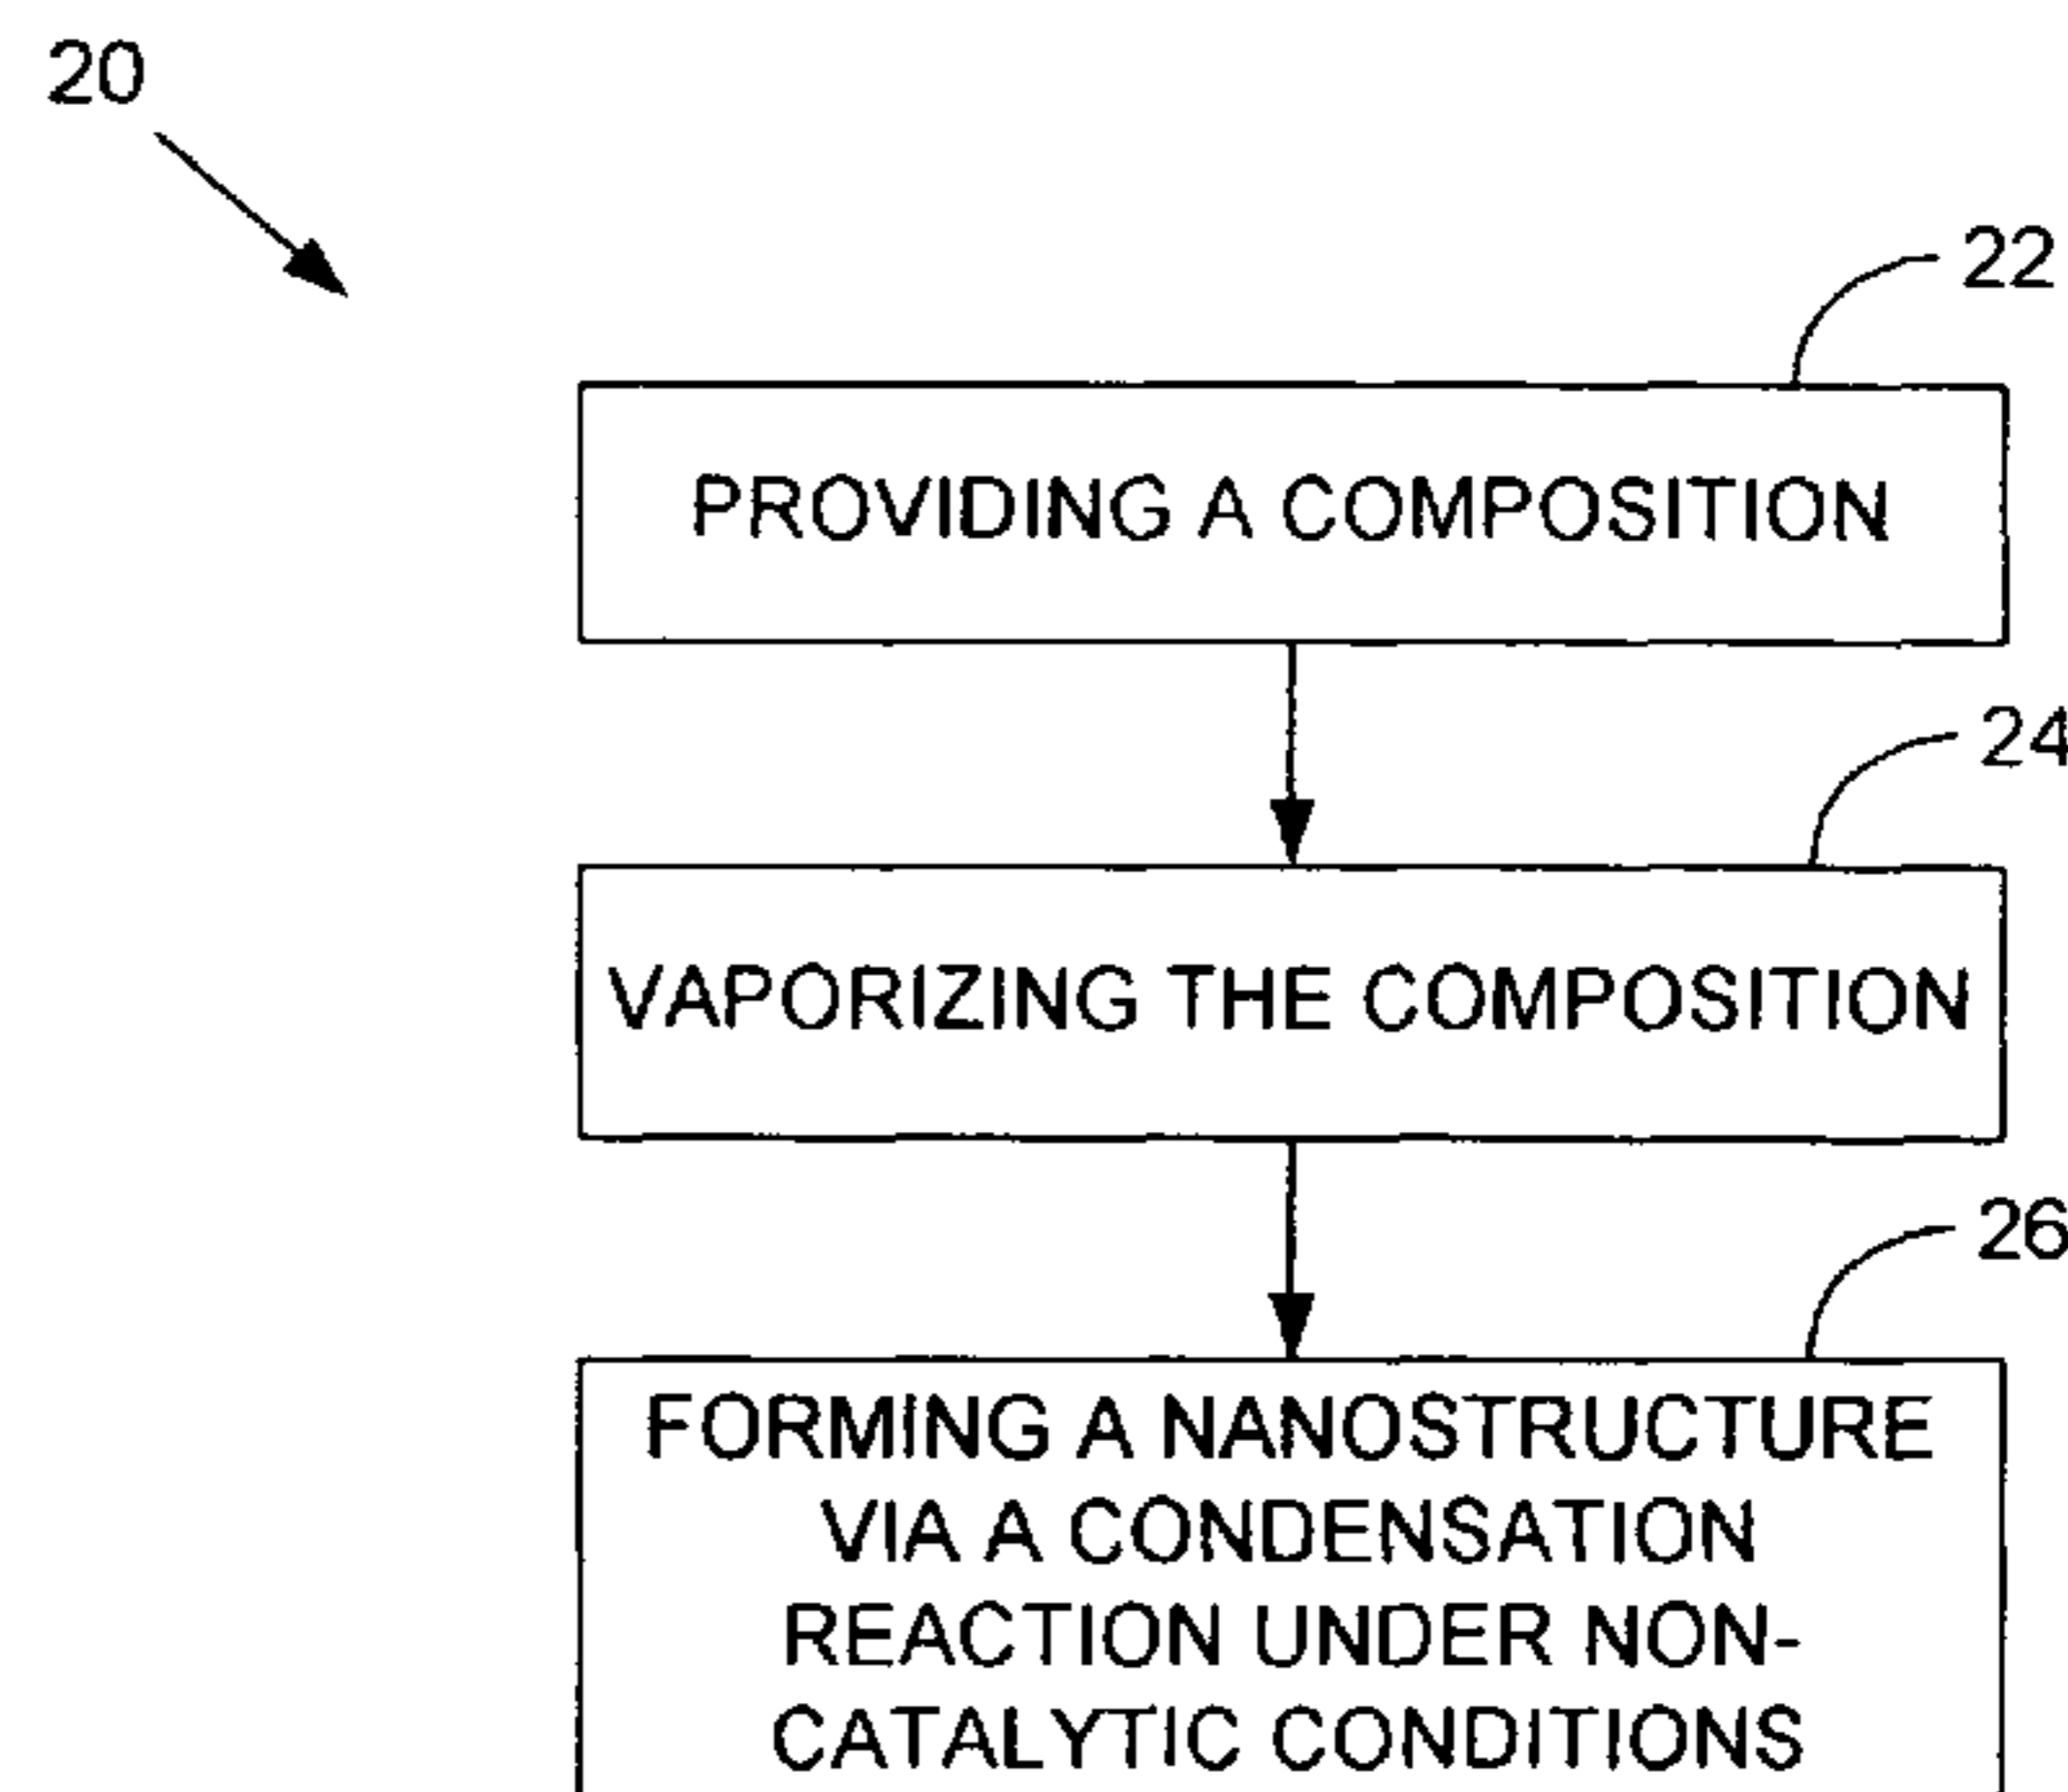 20
22
PROVIDING A COMPOSITION
24
VAPORIZING THE COMPOSITION
26
FORMING A NANOSTRUCTURE
VIA A CONDENSATION
REACTION UNDER NON-
CATALYTIC CONDITIONS